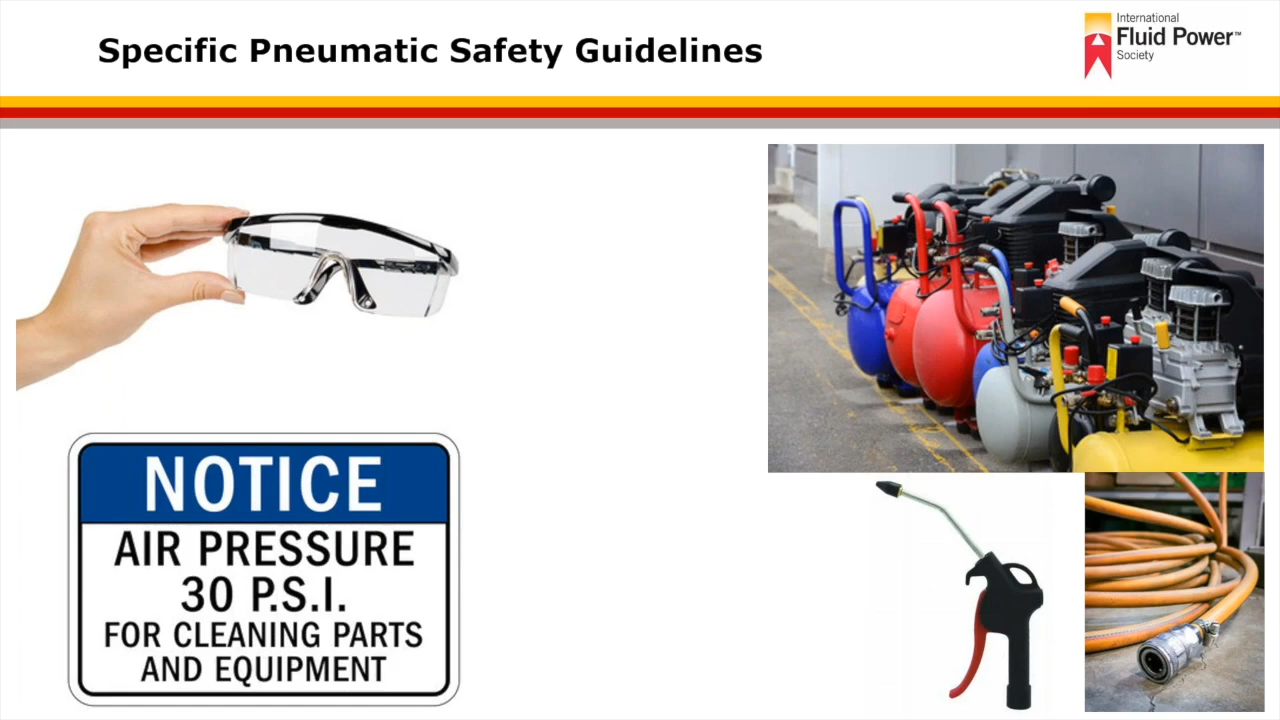 Specific Pneumatic Safety Guidelines
International
Fluid Power™
Society
NOTICE
AIR PRESSURE
30 P.S.I.
FOR CLEANING PARTS
AND EQUIPMENT